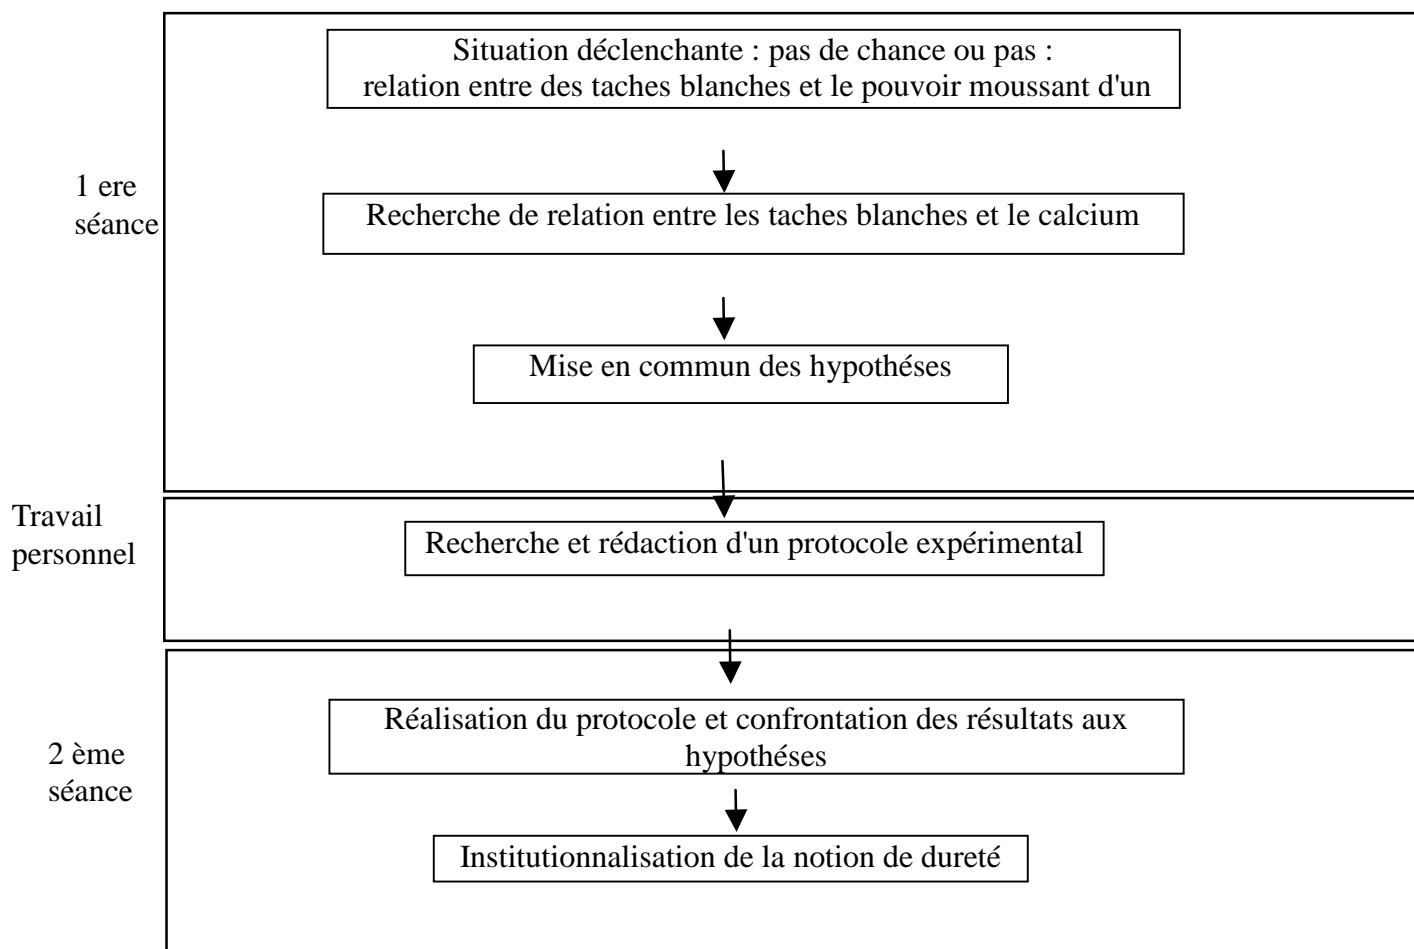 Situation déclenchante : pas de chance ou pas :
relation entre des taches blanches et le pouvoir moussant d'un
1 ere
séance
Recherche de relation entre les taches blanches et le calcium
Mise en commun des hypothéses
Travail
personnel
Recherche et rédaction d'un protocole expérimental
Réalisation du protocole et confrontation des résultats aux
hypothéses
2 ème
séance
Institutionnalisation de la notion de dureté